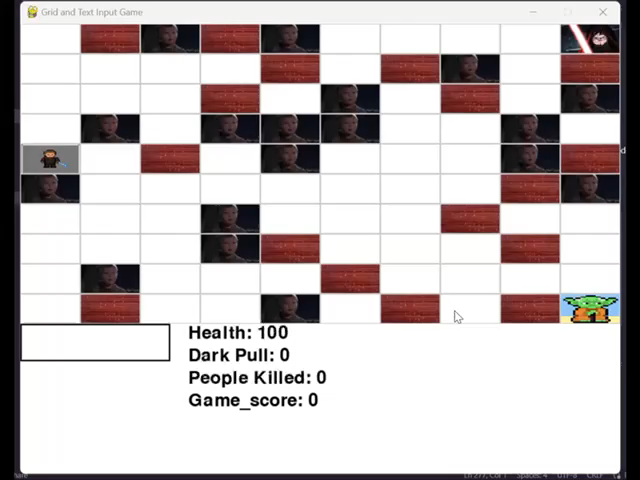 Grid and Text Input Game
Health: 100
Dark Pull: 0
People Killed: 0
Game_score: 0